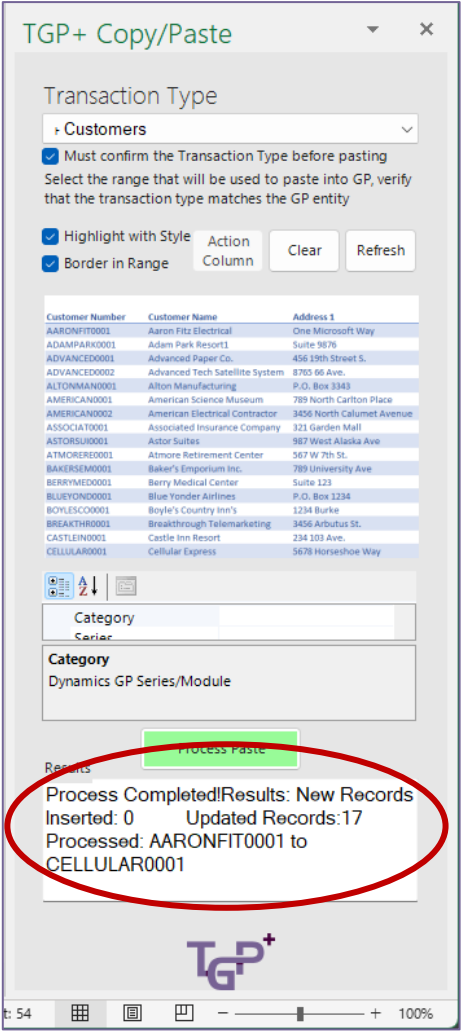 TGP+ Copy/Paste
Transaction Type
Customers
Must confirm the Transaction Type before pasting
Select the range that will be used to paste into GP, verify
that the transaction type matches the GP entity
Highlight with Style
Border in Range
Action
Column
Clear
Refresh
Customer Number Customer Name Address 1
AARONFIT0001 Aaron Fitz Electrical One Microsoft Way
ADAMPARK0001 Adam Park Resort1 Suite 9876
ADVANCED0001 Advanced Paper Co. 456 19th Street S.
ADVANCED0002 Advanced Tech Satellite System 8765 66 Ave.
ALTONMAN0001 Alton Manufacturing P.O. Box 3343
AMERICAN0001 American Science Museum 789 North Carlton Place
AMERICAN0002 American Electrical Contractor 3456 North Calumet Avenue
ASSOCIAT0001 Associated Insurance Company 321 Garden Mall
ASTORSUI0001 Astor Suites 987 West Alaska Ave
ATMORERE0001 Atmore Retirement Center 567 W 7th St.
BAKERSEM0001 Baker's Emporium Inc. 789 University Ave
BERRYMED0001 Berry Medical Center Suite 123
BLUEYOND0001 Blue Yonder Airlines P.O. Box 1234
BOYLESCO0001 Boyle's Country Inn's 1234 Burke
BREAKTHR0001 Breakthrough Telemarketing 3456 Arbutus St.
CASTLEIN0001 Castle Inn Resort 234 103 Ave.
CELLULAR0001 Cellular Express 5678 Horseshoe Way
Category
Series
Category
Dynamics GP Series/Module
Process Paste
Results
Process Completed!Results: New Records
Inserted: 0 Updated Records:17
Processed: AARONFIT0001 to
CELLULAR0001
TGP+
t: 54
100%